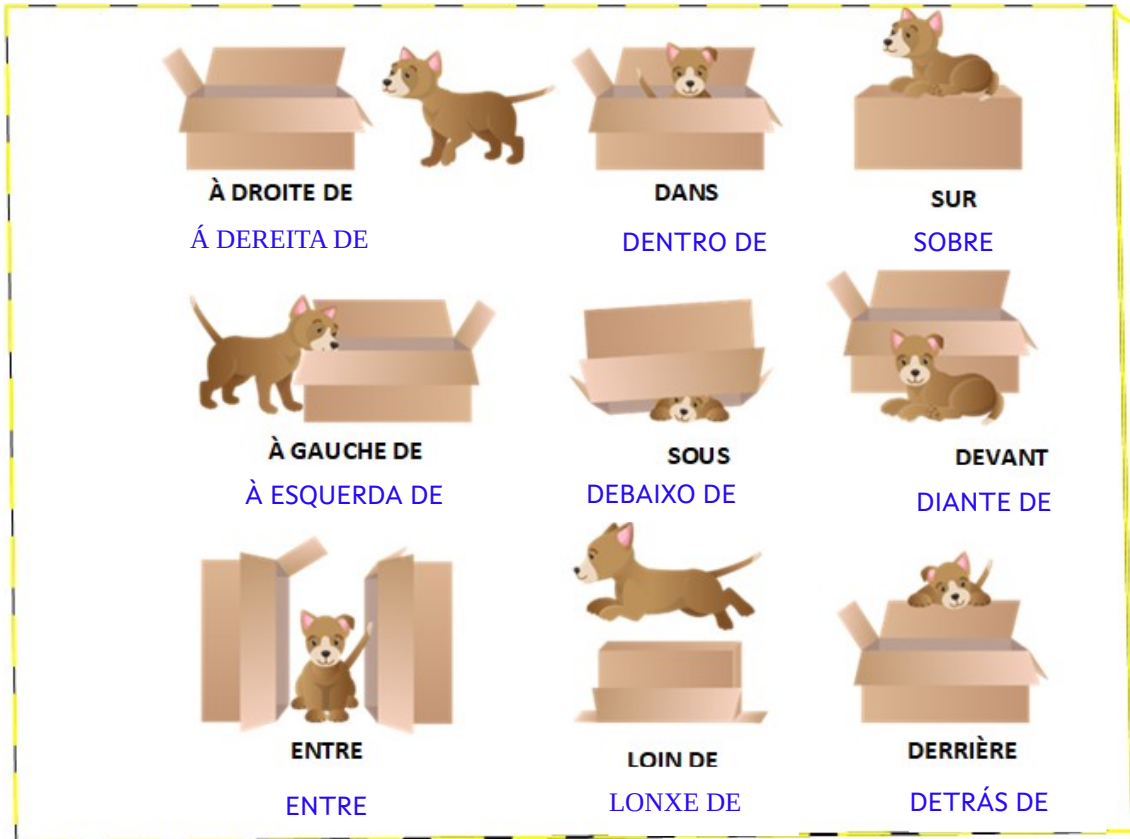 À DROITE DE
DANS
SUR
Á DEREITA DE
DENTRO DE
SOBRE
À GAUCHE DE
SOUS
DEVANT
À ESQUERDA DE
DEBAIXO DE
DIANTE DE
ENTRE
LOIN DE
DERRIÈRE
ENTRE
LONXE DE
DETRÁS DE